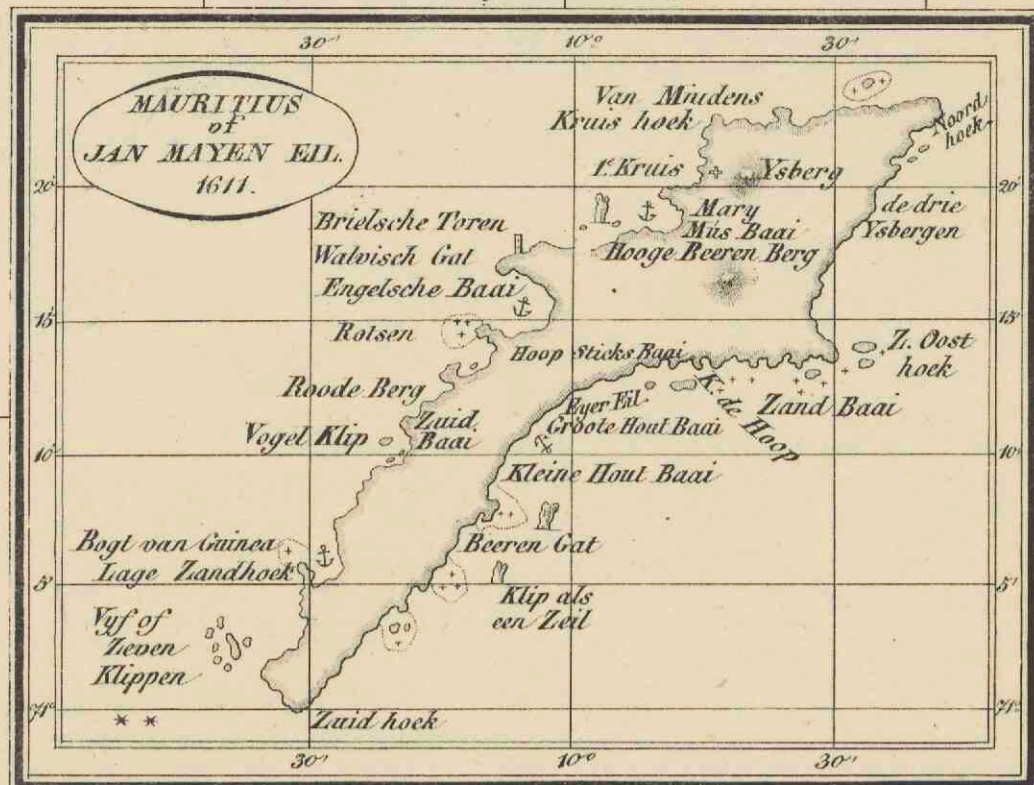 30'
10°
30'
MAURITIUS
of
JAN MAYEN EIL.
1611.
Van Miudens
Kruis hoek
Noord
hoek
1e. Kruis
Ysberg
20'
20'
Brielsche Toren
Mary
Mús Baai
de drie
Ysbergen
Walvisch Gat
Hooge Beeren Berg
Engelsche Baai
15'
15'
Rotsen
Hoop Sticks Baai
Z. Oost
hoek
Roode Berg
Eyer Eil.
K. de Hoop
Zand Baai
Vogel Klip
Zuid.
Baai
Groote Hout Baai
10'
10'
Kleine Hout Baai
Bogt van Guinea
Beeren Gat
Lage Zandhoek
5'
5'
Klip als
een Zeil
Vyf of
Zeven
Klippen
71°
71°
Zuid hoek
30'
10°
30'